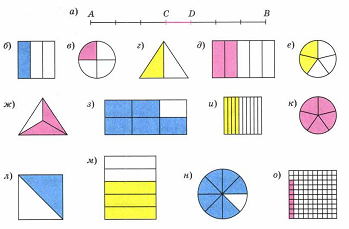 а) A C D B
б) в) г) д) е)
ж) з) и) к)
л) м) н) о)